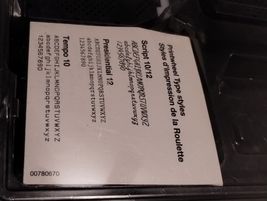 Printwheel Type styles
Styles d'impression de la Roulette
Script 10/12
ABCDEFGHIJKLMNOPQRSTUVWXYZ
abcdefghijklmnopqrstuvwxyz
1234567890
Presidential 12
ABCDEFGHIJKLMNOPQRSTUVWXYZ
abcdefghijklmnopqrstuvwxyz
1234567890
Tempo 10
ABCDEFGHIJKLMNOPQRSTUVWXYZ
abcdefghijklmnopqrstuvwxyz
1234567890
00780670